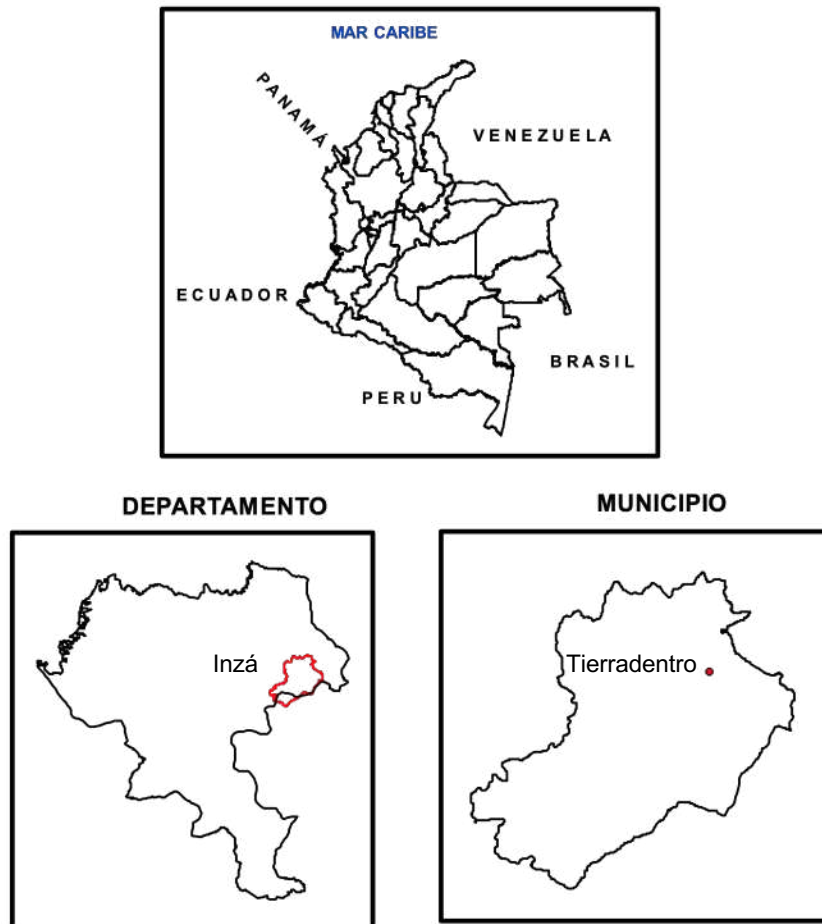 MAR CARIBE
PANAMÁ
VENEZUELA
ECUADOR
BRASIL
PERU
DEPARTAMENTO
MUNICIPIO
Inzá
Tierradentro